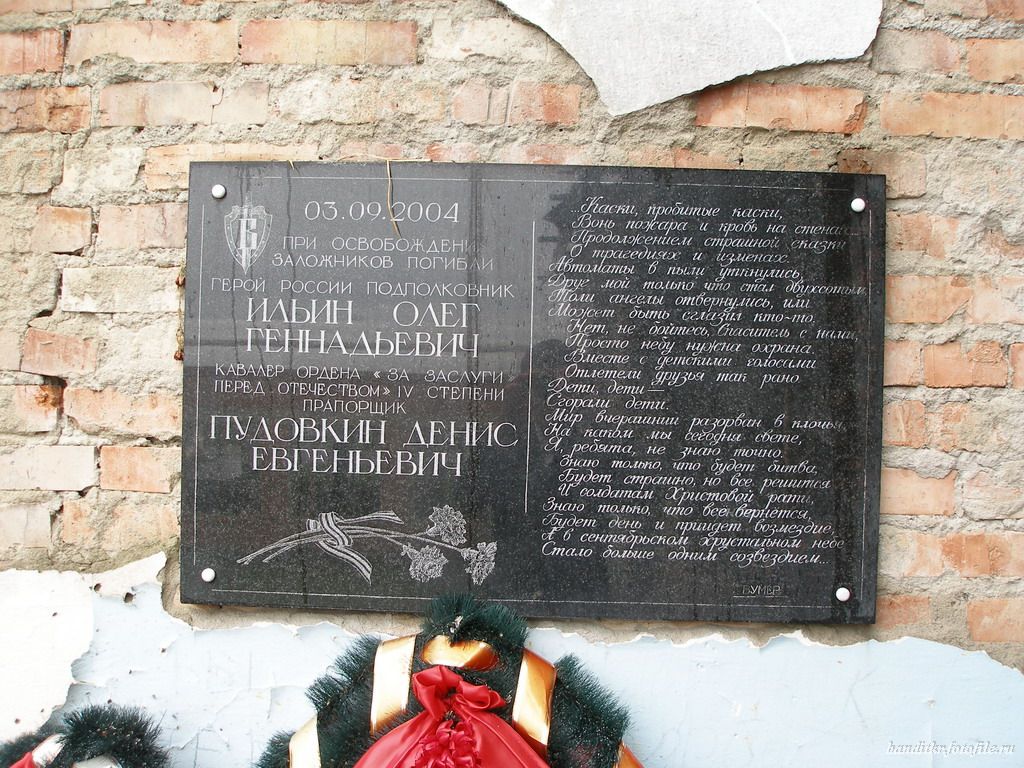 В
03.09.2004
ПРИ ОСВОБОЖДЕНИИ
ЗАЛОЖНИКОВ ПОГИБЛИ
ГЕРОЙ РОССИИ ПОДПОЛКОВНИК
ИЛЬИН ОЛЕГ
ГЕННАДЬЕВИЧ
КАВАЛЕР ОРДЕНА «ЗА ЗАСЛУГИ
ПЕРЕД ОТЕЧЕСТВОМ» IV СТЕПЕНИ
ПРАПОРЩИК
ПУДОВКИН ДЕНИС
ЕВГЕНЬЕВИЧ
...Каски, пробитые каски,
Вонь пожара и кровь на стенах...
Продолжением страшной сказки
О трагедиях и изменах.
Автоматы в пыли уткнулись,
Друг мой только что стал двухсотым,
Толи ангелы отвернулись, или
Может быть сглазил кто-то.
Нет, не бойтесь, Спаситель с нами,
Просто небу нужна охрана.
Вместе с детскими голосами
Отлетели друзья так рано.
Дети, дети...
Сгорали дети.
Мир вчерашний разорван в клочья,
На каком мы сегодня свете,
Я, ребята, не знаю точно.
Знаю только, что будет битва,
Будет страшно, но все решится
И солдатам Христовой рати,
Знаю только, что все вернется,
Будет день и придет возмездие,
А в сентябрьском хрустальном небе
Стало больше одним созвездием...
БУМЕР
banditkr.fotofile.ru